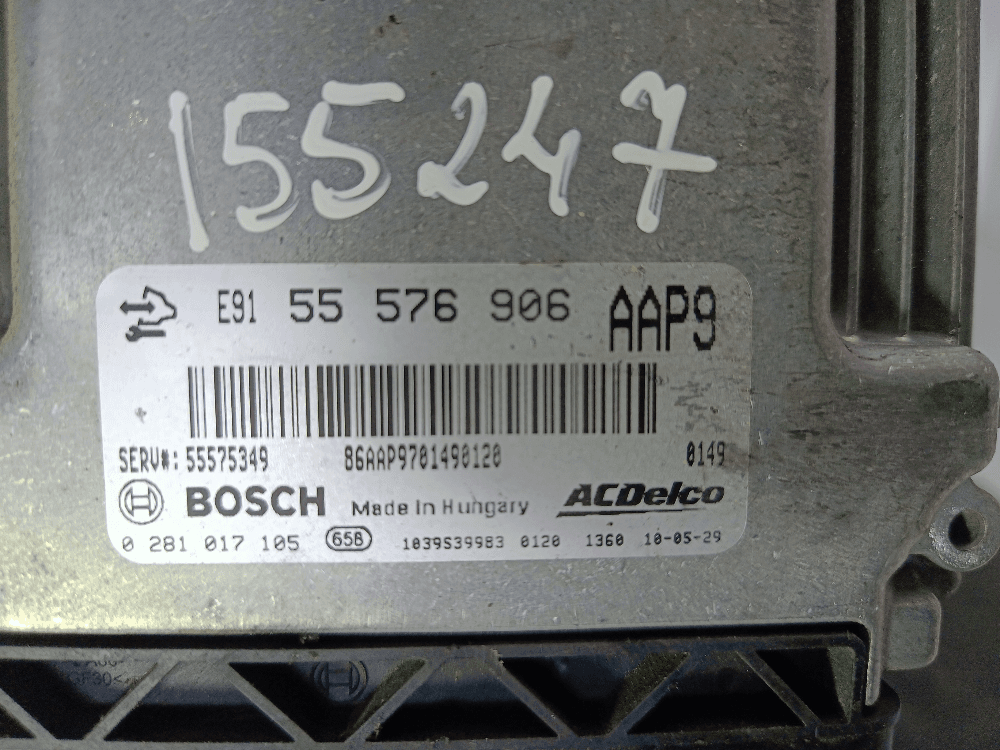 155247
E91 55 576 906 AAP9
SERV#: 55575349 86AAP9701490120 0149
BOSCH Made In Hungary ACDelco
0 281 017 105 658 1039S39983 0120 1360 10-05-29
GF30<